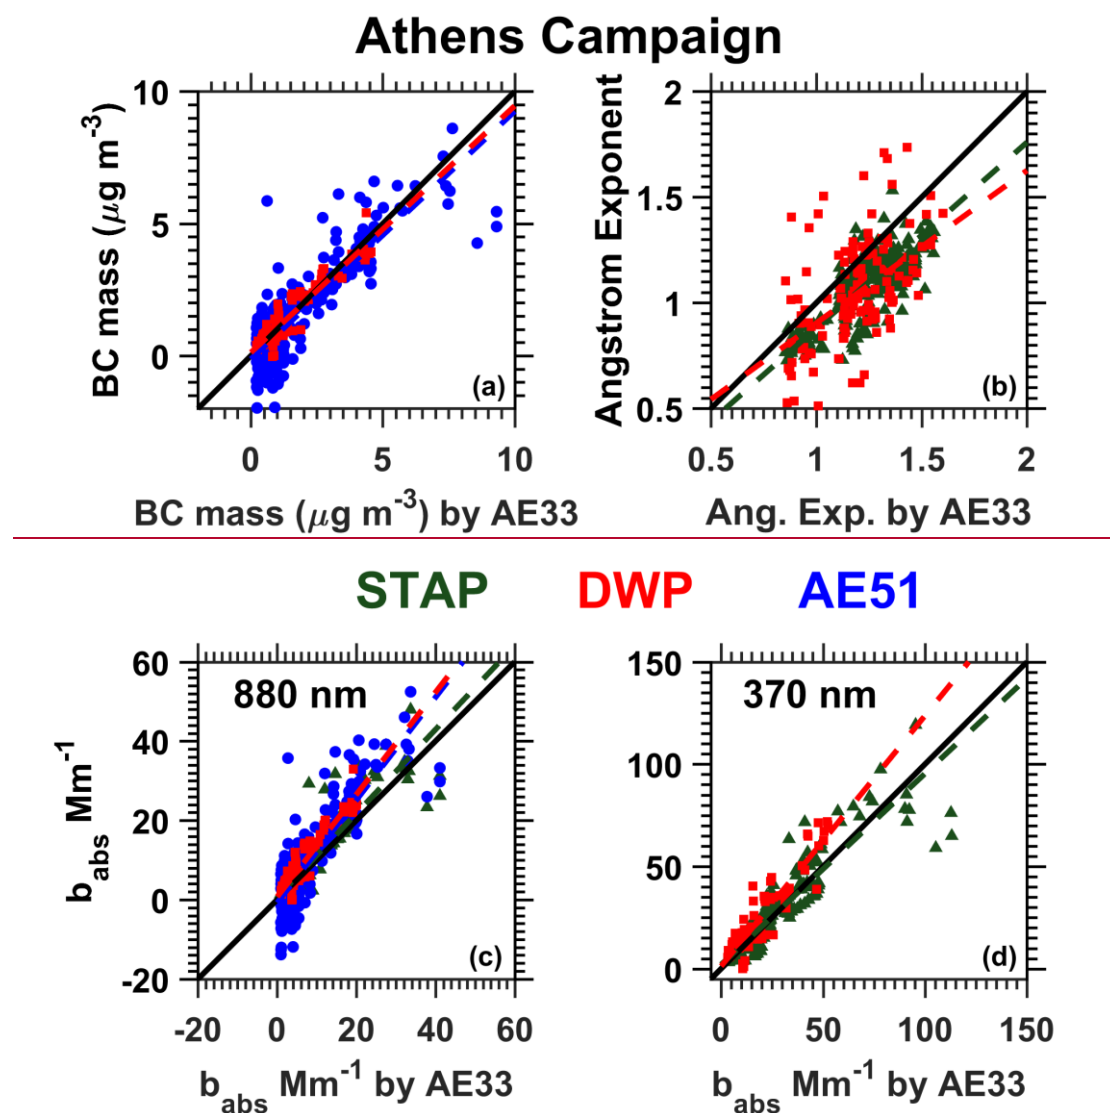 Athens Campaign
BC mass (μg m⁻³)
10
5
0
(a)
0 5 10
BC mass (μg m⁻³) by AE33
Angstrom Exponent
2
1.5
1
0.5
(b)
0.5 1 1.5 2
Ang. Exp. by AE33
STAP DWP AE51
b_abs Mm⁻¹
60
40
20
0
-20
880 nm
(c)
-20 0 20 40 60
b_abs Mm⁻¹ by AE33
150
100
50
0
370 nm
(d)
0 50 100 150
b_abs Mm⁻¹ by AE33